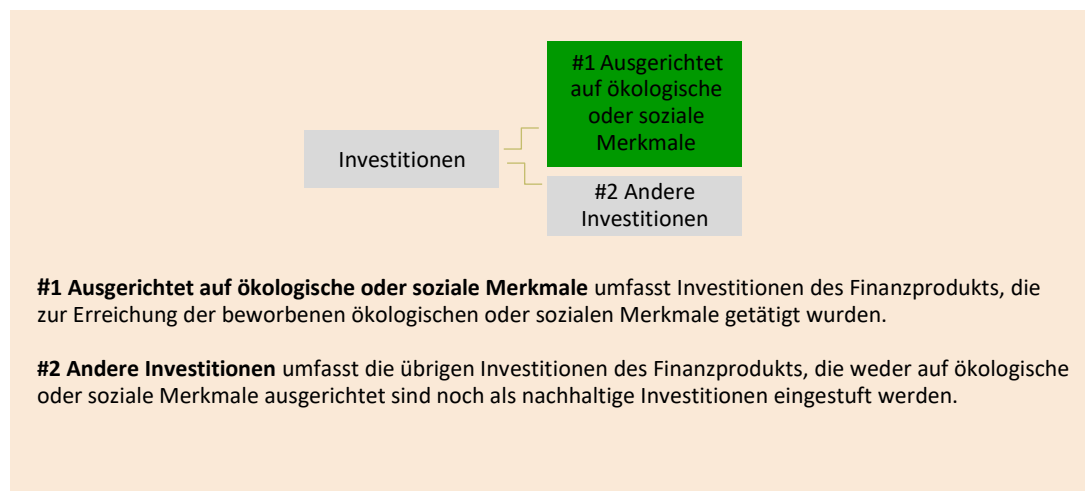 #1 Ausgerichtet
auf ökologische
oder soziale
Merkmale
Investitionen
#2 Andere
Investitionen
#1 Ausgerichtet auf ökologische oder soziale Merkmale umfasst Investitionen des Finanzprodukts, die
zur Erreichung der beworbenen ökologischen oder sozialen Merkmale getätigt wurden.
#2 Andere Investitionen umfasst die übrigen Investitionen des Finanzprodukts, die weder auf ökologische
oder soziale Merkmale ausgerichtet sind noch als nachhaltige Investitionen eingestuft werden.